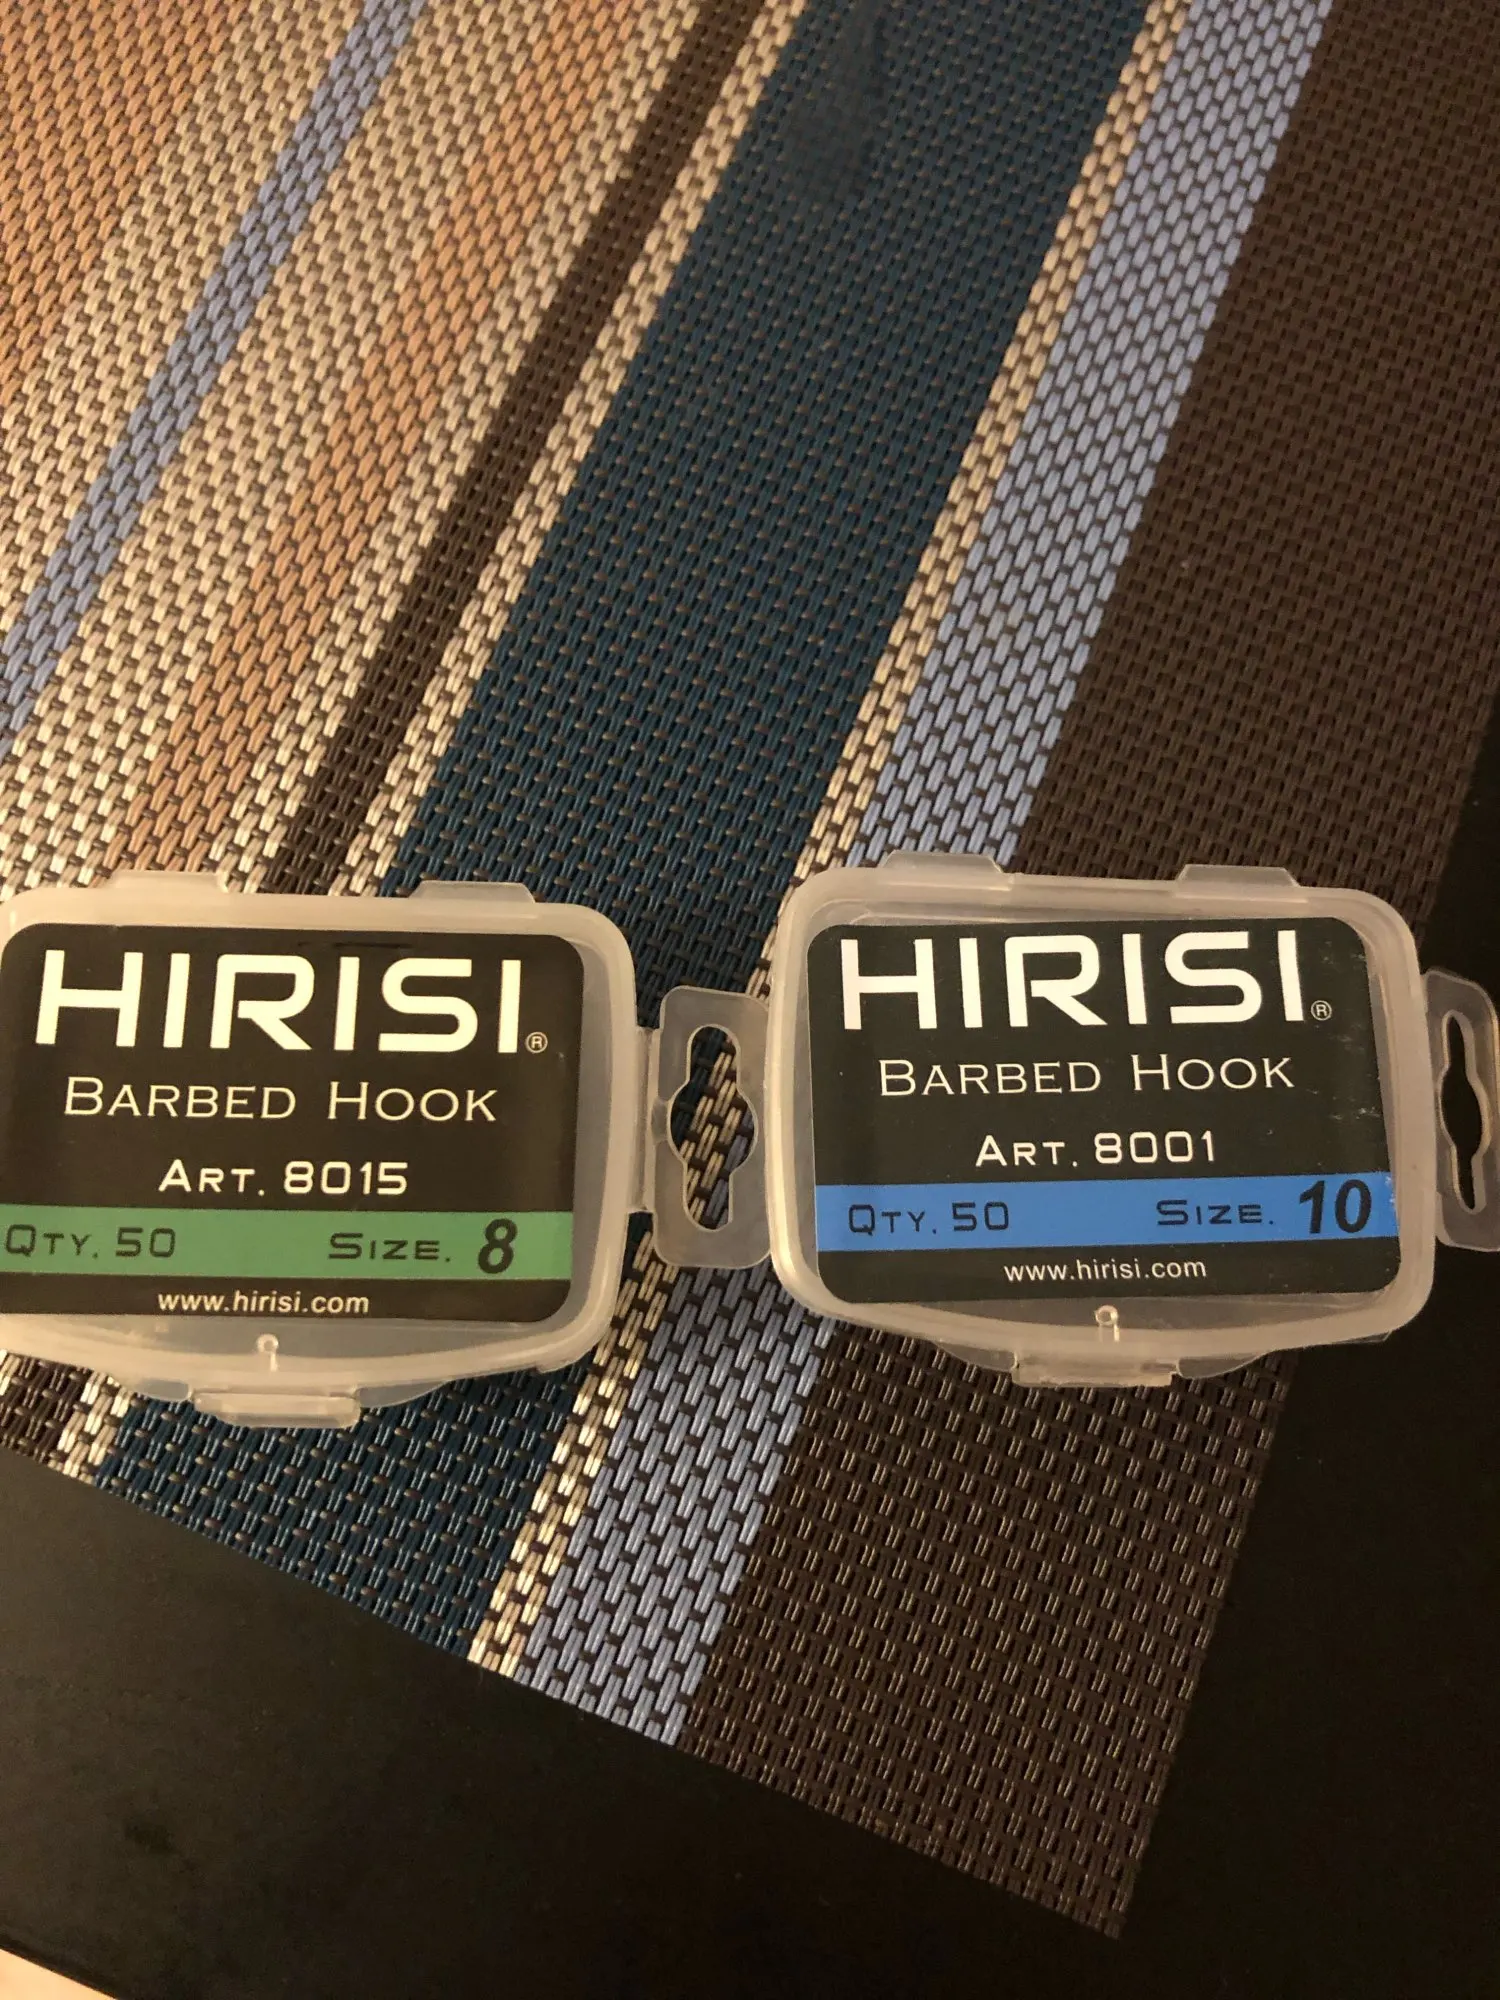 HIRISI®
BARBED HOOK
ART. 8015
QTY. 50 SIZE. 8
www.hirisi.com
HIRISI®
BARBED HOOK
ART. 8001
QTY. 50 SIZE. 10
www.hirisi.com